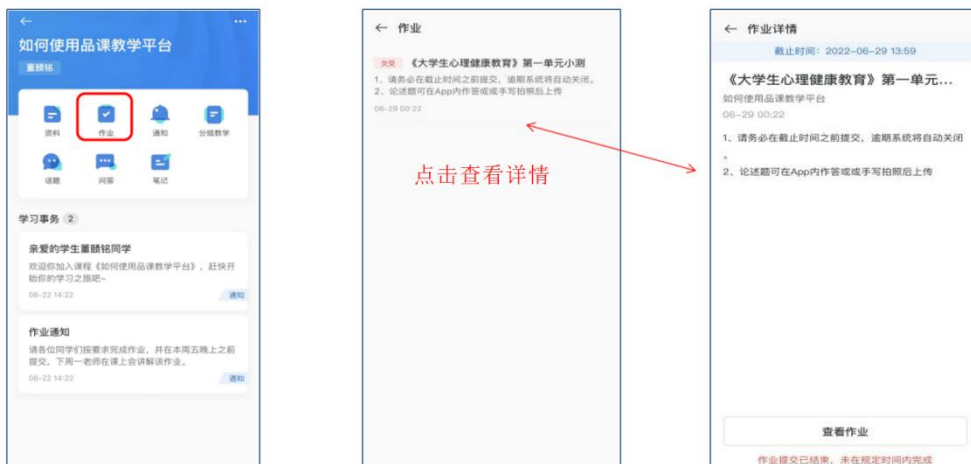 如何使用品课教学平台
董赜铭
资料
作业
通知
分组教学
话题
问答
笔记
学习事务 2
亲爱的学生董赜铭同学
欢迎你加入课程《如何使用品课教学平台》，赶快开
始你的学习之旅吧~
06-22 14:22
通知
作业通知
请各位同学们按要求完成作业，并在本周五晚上之前
提交，下周一老师在课上会讲解该作业。
06-22 14:22
通知
作业
欠交 《大学生心理健康教育》第一单元小测
1、请务必在截止时间之前提交，逾期系统将自动关闭。
2、论述题可在App内作答或或手写拍照后上传
06-29 00:22
点击查看详情
作业详情
截止时间：2022-06-29 13:59
《大学生心理健康教育》第一单元...
如何使用品课教学平台
06-29 00:22
1、请务必在截止时间之前提交，逾期系统将自动关闭
。
2、论述题可在App内作答或或手写拍照后上传
查看作业
作业提交已结束，未在规定时间内完成